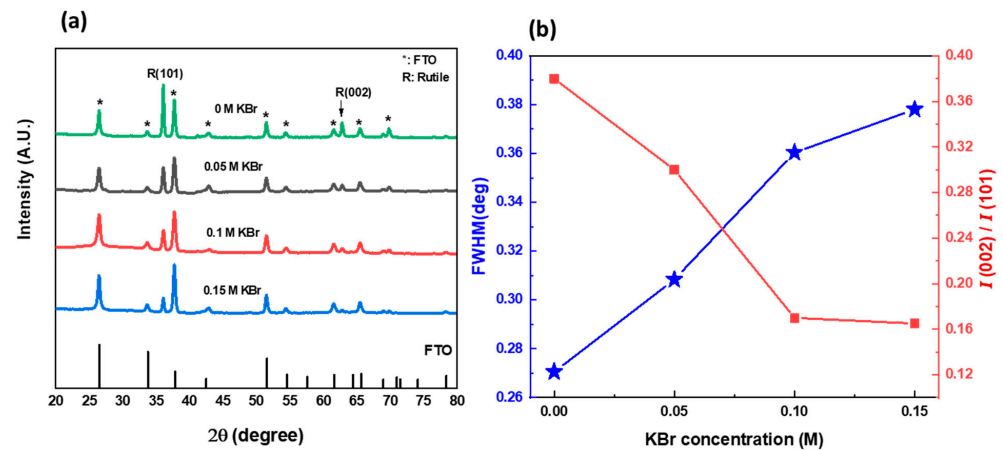 (a)
*: FTO
R: Rutile
R(101)
R(002)
* * * * * * * * *
0 M KBr
0.05 M KBr
0.1 M KBr
0.15 M KBr
FTO
Intensity (A.U.)
20 25 30 35 40 45 50 55 60 65 70 75 80
2θ (degree)
(b)
0.40
0.38
0.36
0.34
0.32
0.30
0.28
0.26
FWHM(deg)
0.40
0.36
0.32
0.28
0.24
0.20
0.16
0.12
I (002) / I (101)
0.00 0.05 0.10 0.15
KBr concentration (M)